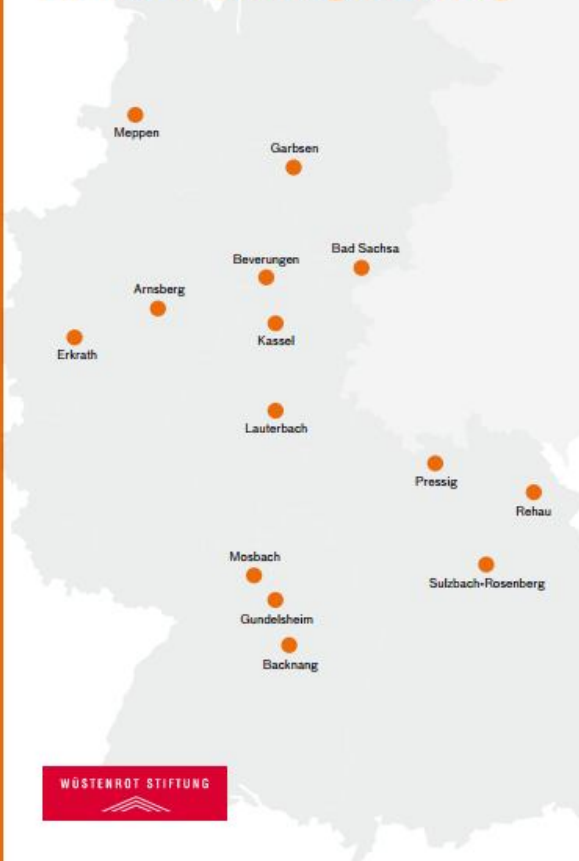 Meppen
Garbsen
Bad Sachsa
Beverungen
Arnsberg
Kassel
Erkrath
Lauterbach
Pressig
Rehau
Mosbach
Sulzbach-Rosenberg
Gundelsheim
Backnang
WÜSTENROT STIFTUNG